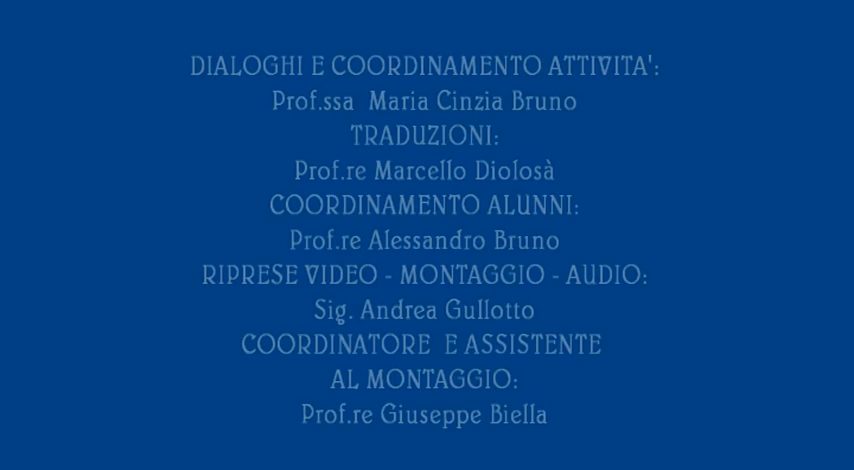 DIALOGHI E COORDINAMENTO ATTIVITA':
Prof.ssa Maria Cinzia Bruno
TRADUZIONI:
Prof.re Marcello Diolosà
COORDINAMENTO ALUNNI:
Prof.re Alessandro Bruno
RIPRESE VIDEO - MONTAGGIO - AUDIO:
Sig. Andrea Gullotto
COORDINATORE E ASSISTENTE
AL MONTAGGIO:
Prof.re Giuseppe Biella